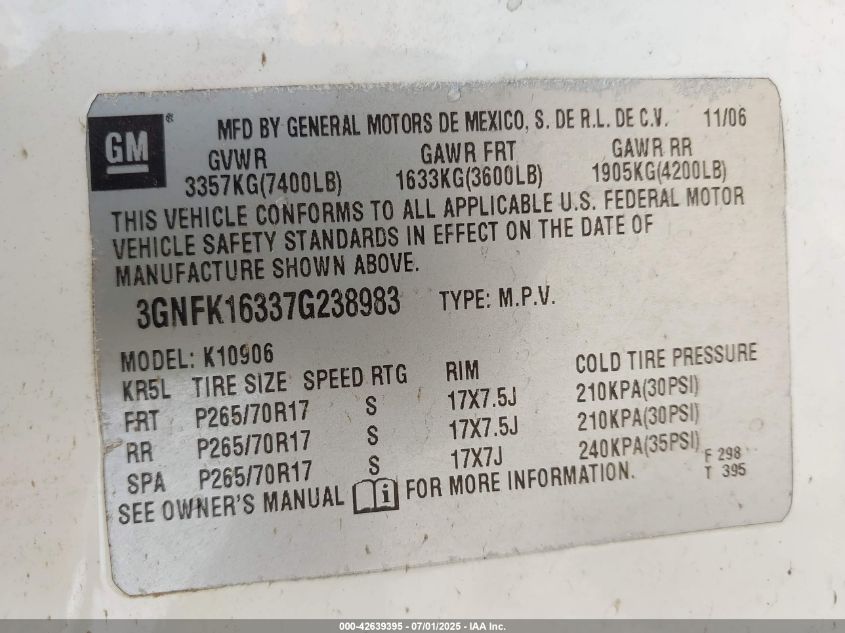 GM® MFD BY GENERAL MOTORS DE MEXICO, S. DE R.L. DE C.V. 11/06
GVWR GAWR FRT GAWR RR
3357KG(7400LB) 1633KG(3600LB) 1905KG(4200LB)
THIS VEHICLE CONFORMS TO ALL APPLICABLE U.S. FEDERAL MOTOR
VEHICLE SAFETY STANDARDS IN EFFECT ON THE DATE OF
MANUFACTURE SHOWN ABOVE.
3GNFK16337G238983 TYPE: M.P.V.
MODEL: K10906
KR5L TIRE SIZE SPEED RTG RIM COLD TIRE PRESSURE
FRT P265/70R17 S 17X7.5J 210KPA(30PSI)
RR P265/70R17 S 17X7.5J 210KPA(30PSI)
SPA P265/70R17 S 17X7J 240KPA(35PSI) F 298
T 395
SEE OWNER'S MANUAL i FOR MORE INFORMATION.
000-42639395 - 07/01/2025 - IAA Inc.